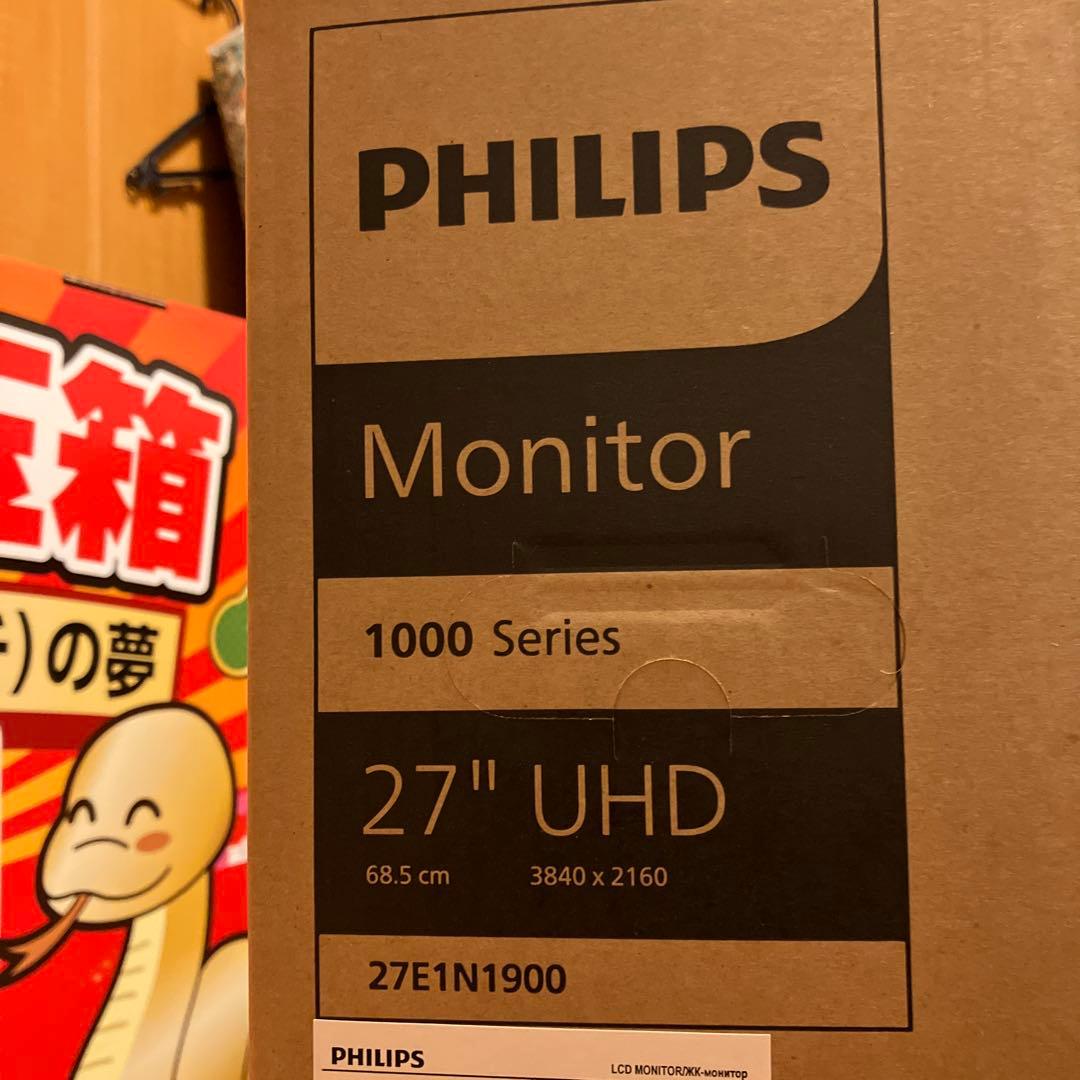 PHILIPS
Monitor
1000 Series
27" UHD
68.5 cm 3840 x 2160
27E1N1900
PHILIPS
LCD MONITOR/ЖК-монитор
箱
)の夢